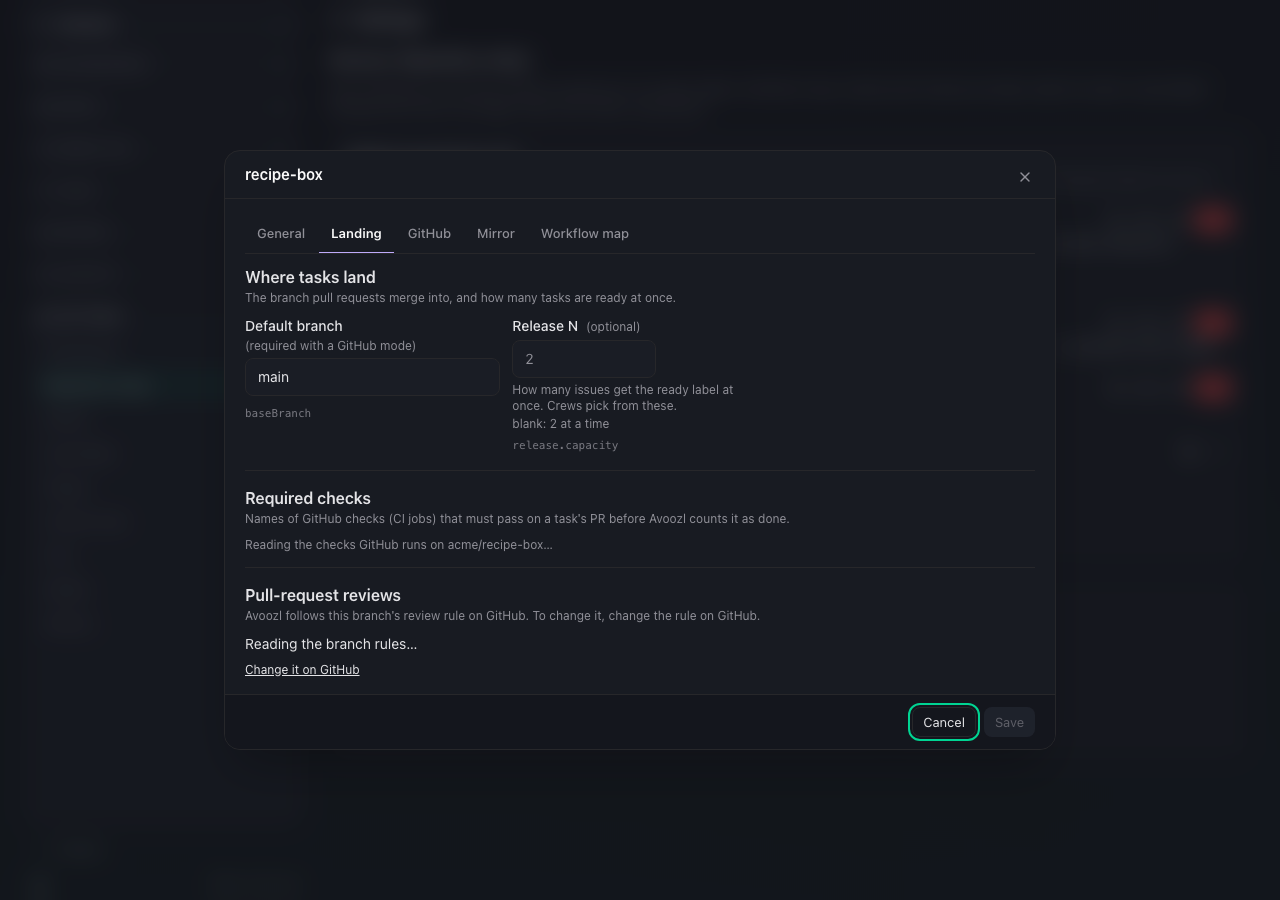 recipe-box
×
General
Landing
GitHub
Mirror
Workflow map
Where tasks land
The branch pull requests merge into, and how many tasks are ready at once.
Default branch
(required with a GitHub mode)
main
baseBranch
Release N (optional)
2
How many issues get the ready label at
once. Crews pick from these.
blank: 2 at a time
release.capacity
Required checks
Names of GitHub checks (CI jobs) that must pass on a task's PR before Avoozl counts it as done.
Reading the checks GitHub runs on acme/recipe-box…
Pull-request reviews
Avoozl follows this branch's review rule on GitHub. To change it, change the rule on GitHub.
Reading the branch rules…
Change it on GitHub
Cancel
Save